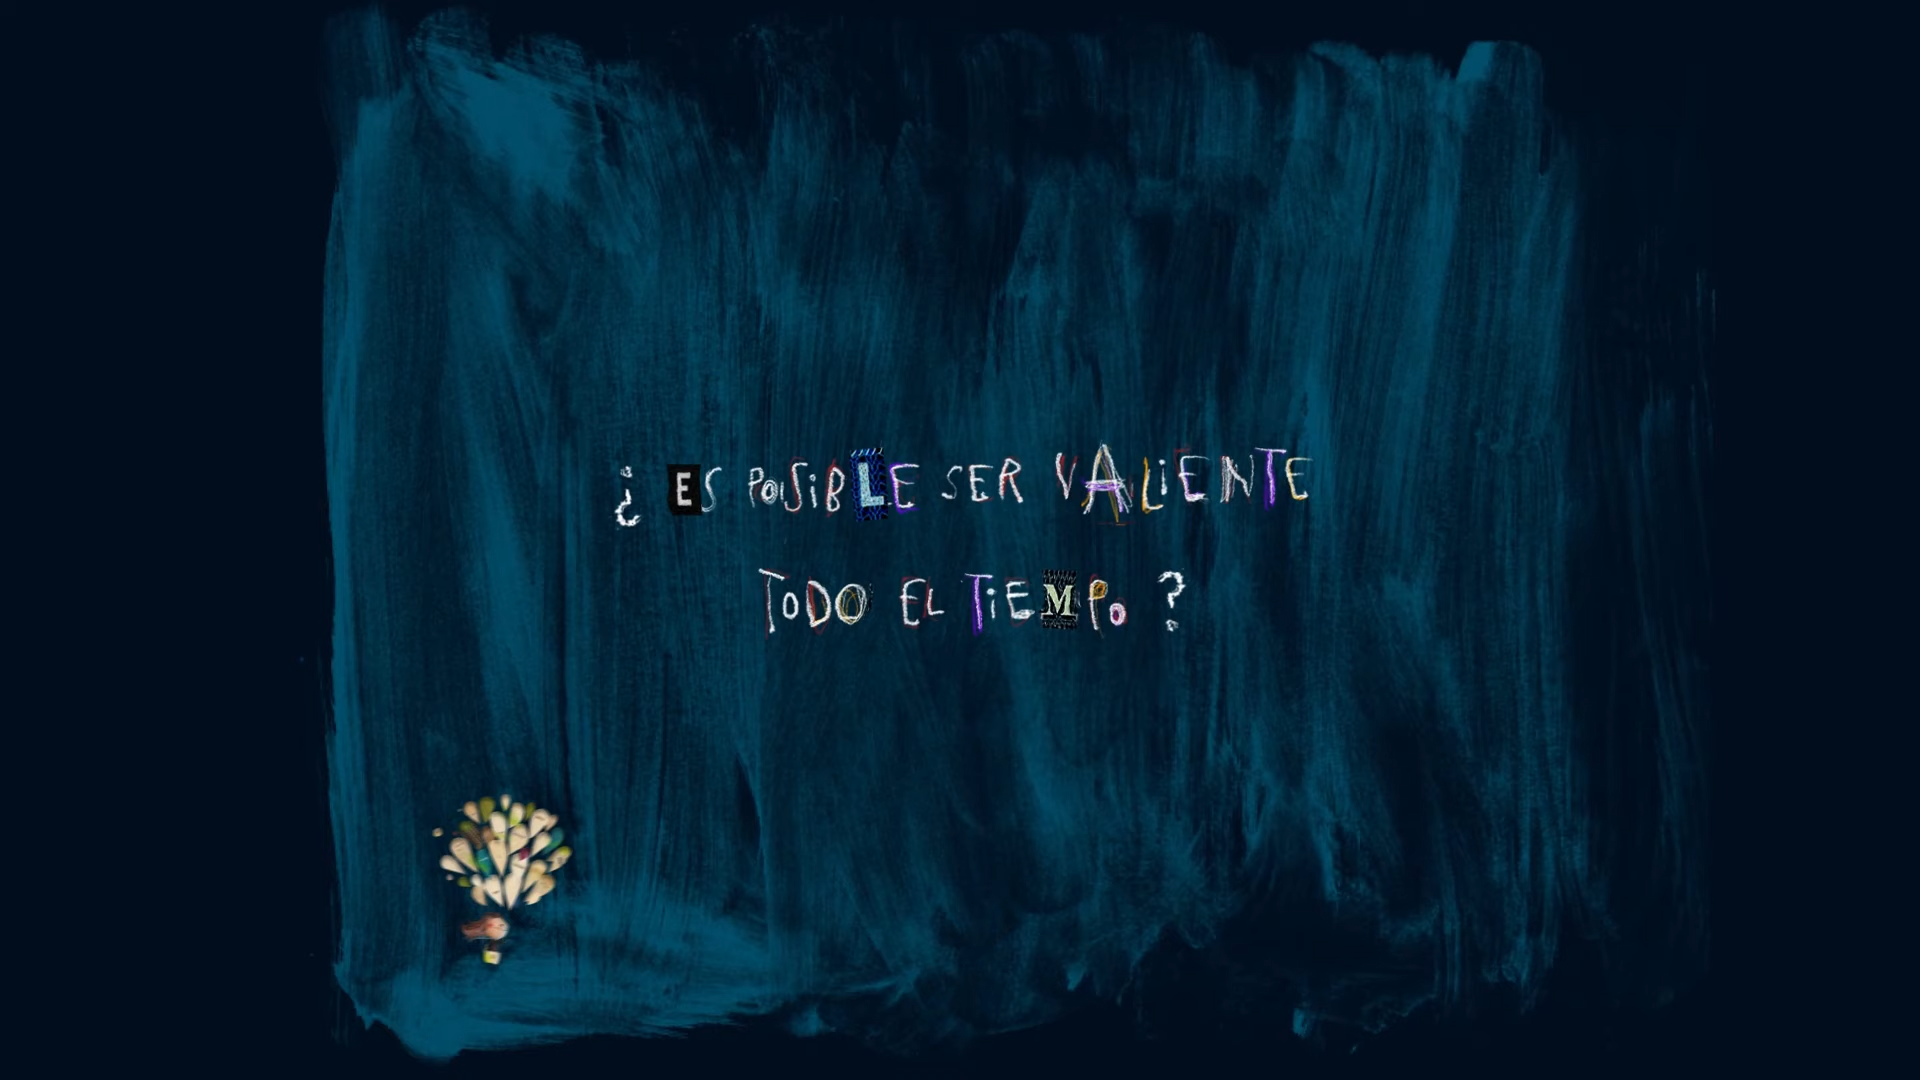 ¿ ES POSiBLE SER VALiENTE
TODO EL TiEMPO ?